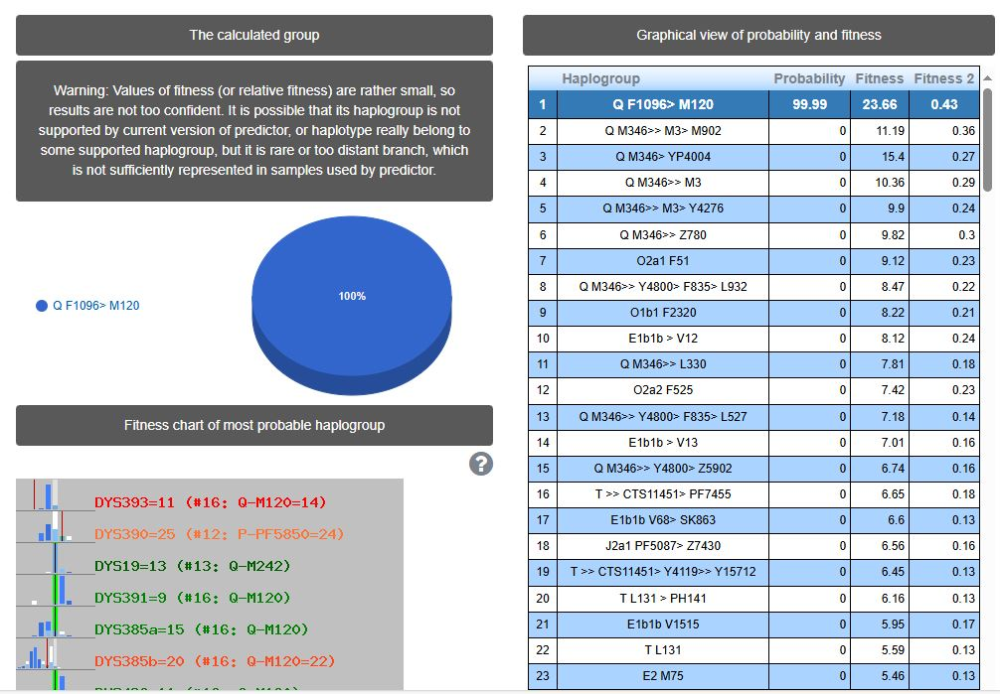 The calculated group
Warning: Values of fitness (or relative fitness) are rather small, so
results are not too confident. It is possible that its haplogroup is not
supported by current version of predictor, or haplotype really belong to
some supported haplogroup, but it is rare or too distant branch, which
is not sufficiently represented in samples used by predictor.
Q F1096> M120
100%
Fitness chart of most probable haplogroup
?
DYS393=11 (#16: Q-M120=14)
DYS390=25 (#12: P-PF5850=24)
DYS19=13 (#13: Q-M242)
DYS391=9 (#16: Q-M120)
DYS385a=15 (#16: Q-M120)
DYS385b=20 (#16: Q-M120=22)
Graphical view of probability and fitness
Haplogroup Probability Fitness Fitness 2
1 Q F1096> M120 99.99 23.66 0.43
2 Q M346>> M3> M902 0 11.19 0.36
3 Q M346> YP4004 0 15.4 0.27
4 Q M346>> M3 0 10.36 0.29
5 Q M346>> M3> Y4276 0 9.9 0.24
6 Q M346>> Z780 0 9.82 0.3
7 O2a1 F51 0 9.12 0.23
8 Q M346>> Y4800> F835> L932 0 8.47 0.22
9 O1b1 F2320 0 8.22 0.21
10 E1b1b > V12 0 8.12 0.24
11 Q M346>> L330 0 7.81 0.18
12 O2a2 F525 0 7.42 0.23
13 Q M346>> Y4800> F835> L527 0 7.18 0.14
14 E1b1b > V13 0 7.01 0.16
15 Q M346>> Y4800> Z5902 0 6.74 0.16
16 T >> CTS11451> PF7455 0 6.65 0.18
17 E1b1b V68> SK863 0 6.6 0.13
18 J2a1 PF5087> Z7430 0 6.56 0.16
19 T >> CTS11451> Y4119>> Y15712 0 6.45 0.13
20 T L131 > PH141 0 6.16 0.13
21 E1b1b V1515 0 5.95 0.17
22 T L131 0 5.59 0.13
23 E2 M75 0 5.46 0.13